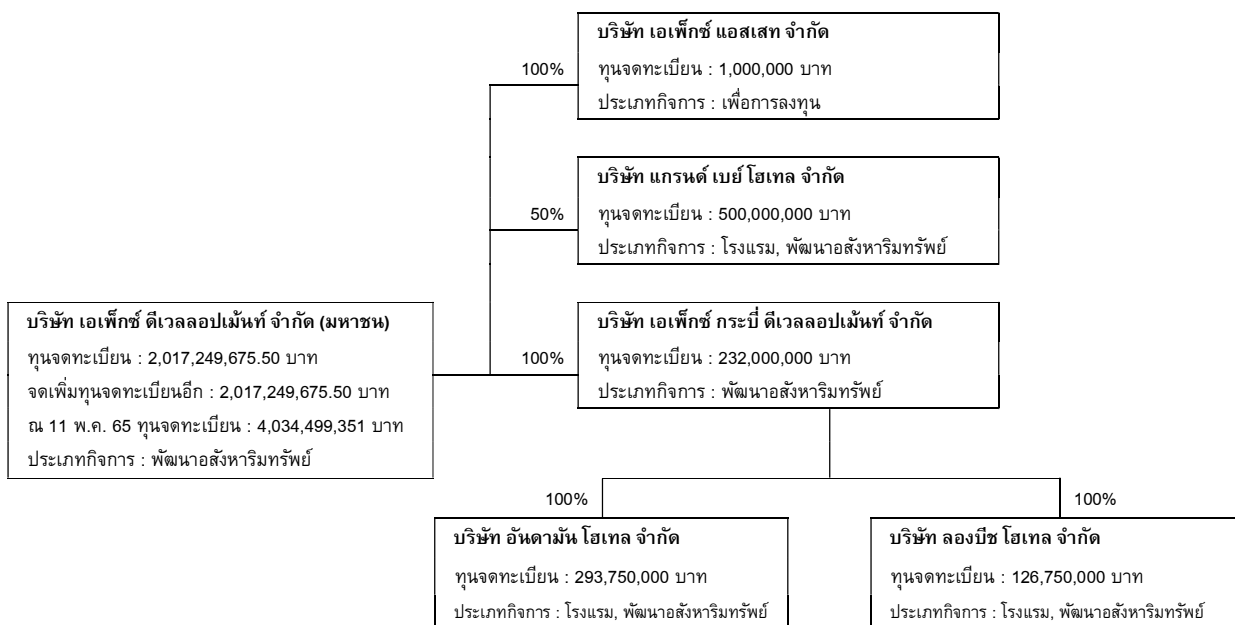 บริษัท เอเพ็กซ์ แอสเสท จำกัด
100%
ทุนจดทะเบียน : 1,000,000 บาท
ประเภทกิจการ : เพื่อการลงทุน
บริษัท แกรนด์ เบย์ โฮเทล จำกัด
50%
ทุนจดทะเบียน : 500,000,000 บาท
ประเภทกิจการ : โรงแรม, พัฒนาอสังหาริมทรัพย์
บริษัท เอเพ็กซ์ ดีเวลลอปเม้นท์ จำกัด (มหาชน)
ทุนจดทะเบียน : 2,017,249,675.50 บาท
จดเพิ่มทุนจดทะเบียนอีก : 2,017,249,675.50 บาท
ณ 11 พ.ค. 65 ทุนจดทะเบียน : 4,034,499,351 บาท
ประเภทกิจการ : พัฒนาอสังหาริมทรัพย์
บริษัท เอเพ็กซ์ กระบี่ ดีเวลลอปเม้นท์ จำกัด
100%
ทุนจดทะเบียน : 232,000,000 บาท
ประเภทกิจการ : พัฒนาอสังหาริมทรัพย์
100%
บริษัท อันดามัน โฮเทล จำกัด
ทุนจดทะเบียน : 293,750,000 บาท
ประเภทกิจการ : โรงแรม, พัฒนาอสังหาริมทรัพย์
100%
บริษัท ลองบีช โฮเทล จำกัด
ทุนจดทะเบียน : 126,750,000 บาท
ประเภทกิจการ : โรงแรม, พัฒนาอสังหาริมทรัพย์